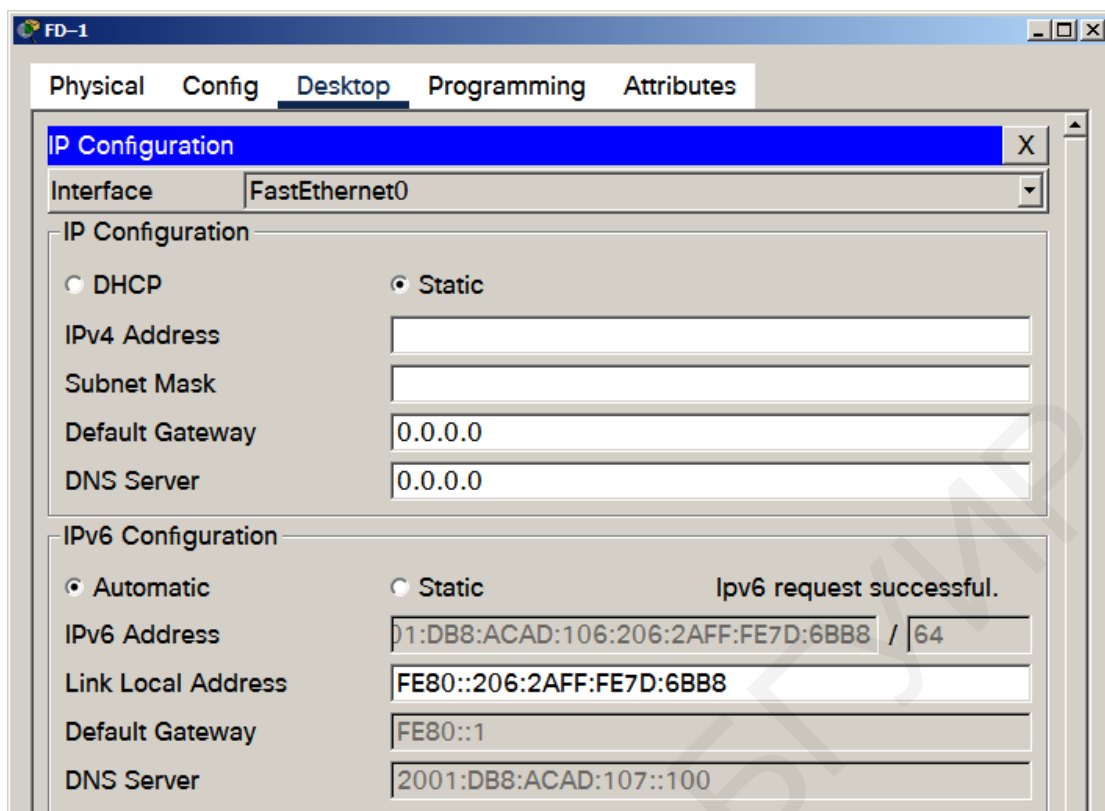 FD–1
Physical Config Desktop Programming Attributes
IP Configuration X
Interface FastEthernet0
IP Configuration
DHCP Static
IPv4 Address
Subnet Mask
Default Gateway 0.0.0.0
DNS Server 0.0.0.0
IPv6 Configuration
Automatic Static Ipv6 request successful.
IPv6 Address 01:DB8:ACAD:106:206:2AFF:FE7D:6BB8 / 64
Link Local Address FE80::206:2AFF:FE7D:6BB8
Default Gateway FE80::1
DNS Server 2001:DB8:ACAD:107::100
БГУИР